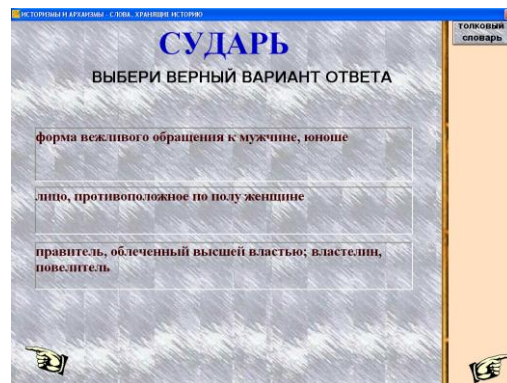 ИСТОРИЗМЫ И АРХАИЗМЫ - СЛОВА, ХРАНЯЩИЕ ИСТОРИЮ
толковый
словарь
СУДАРЬ
ВЫБЕРИ ВЕРНЫЙ ВАРИАНТ ОТВЕТА
форма вежливого обращения к мужчине, юноше
лицо, противоположное по полу женщине
правитель, облеченный высшей властью; властелин,
повелитель